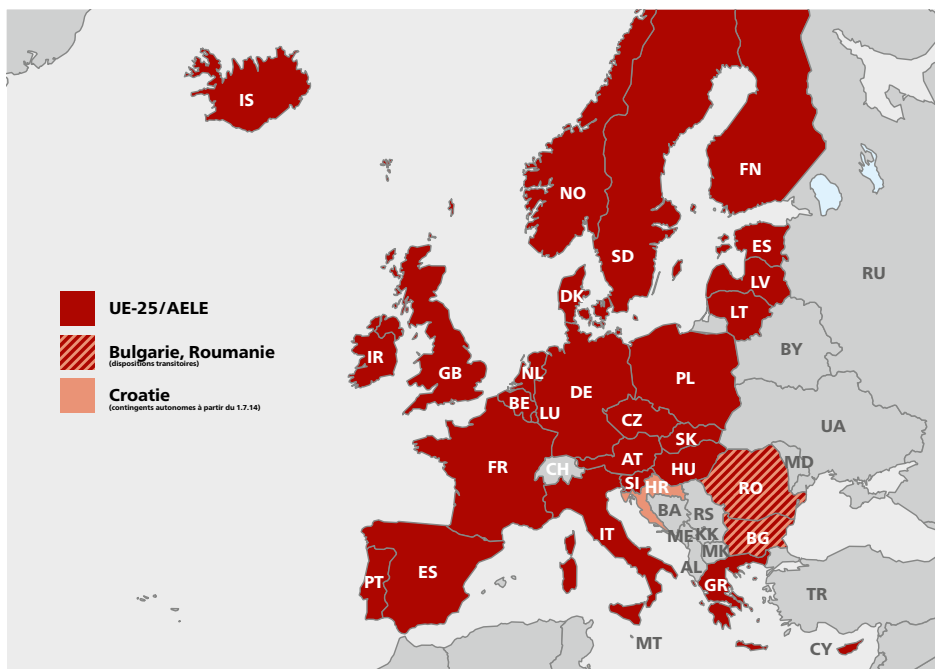 IS
FN
NO
SD
ES
RU
LV
DK
LT
UE-25/AELE
BY
Bulgarie, Roumanie
(dispositions transitoires)
IR
GB
NL
DE
PL
Croatie
(contingents autonomes à partir du 1.7.14)
BE
LU
CZ
UA
SK
FR
CH
AT
HU
MD
SI
HR
RO
BA
RS
IT
ME
KK
BG
MK
PT
ES
AL
GR
TR
MT
CY